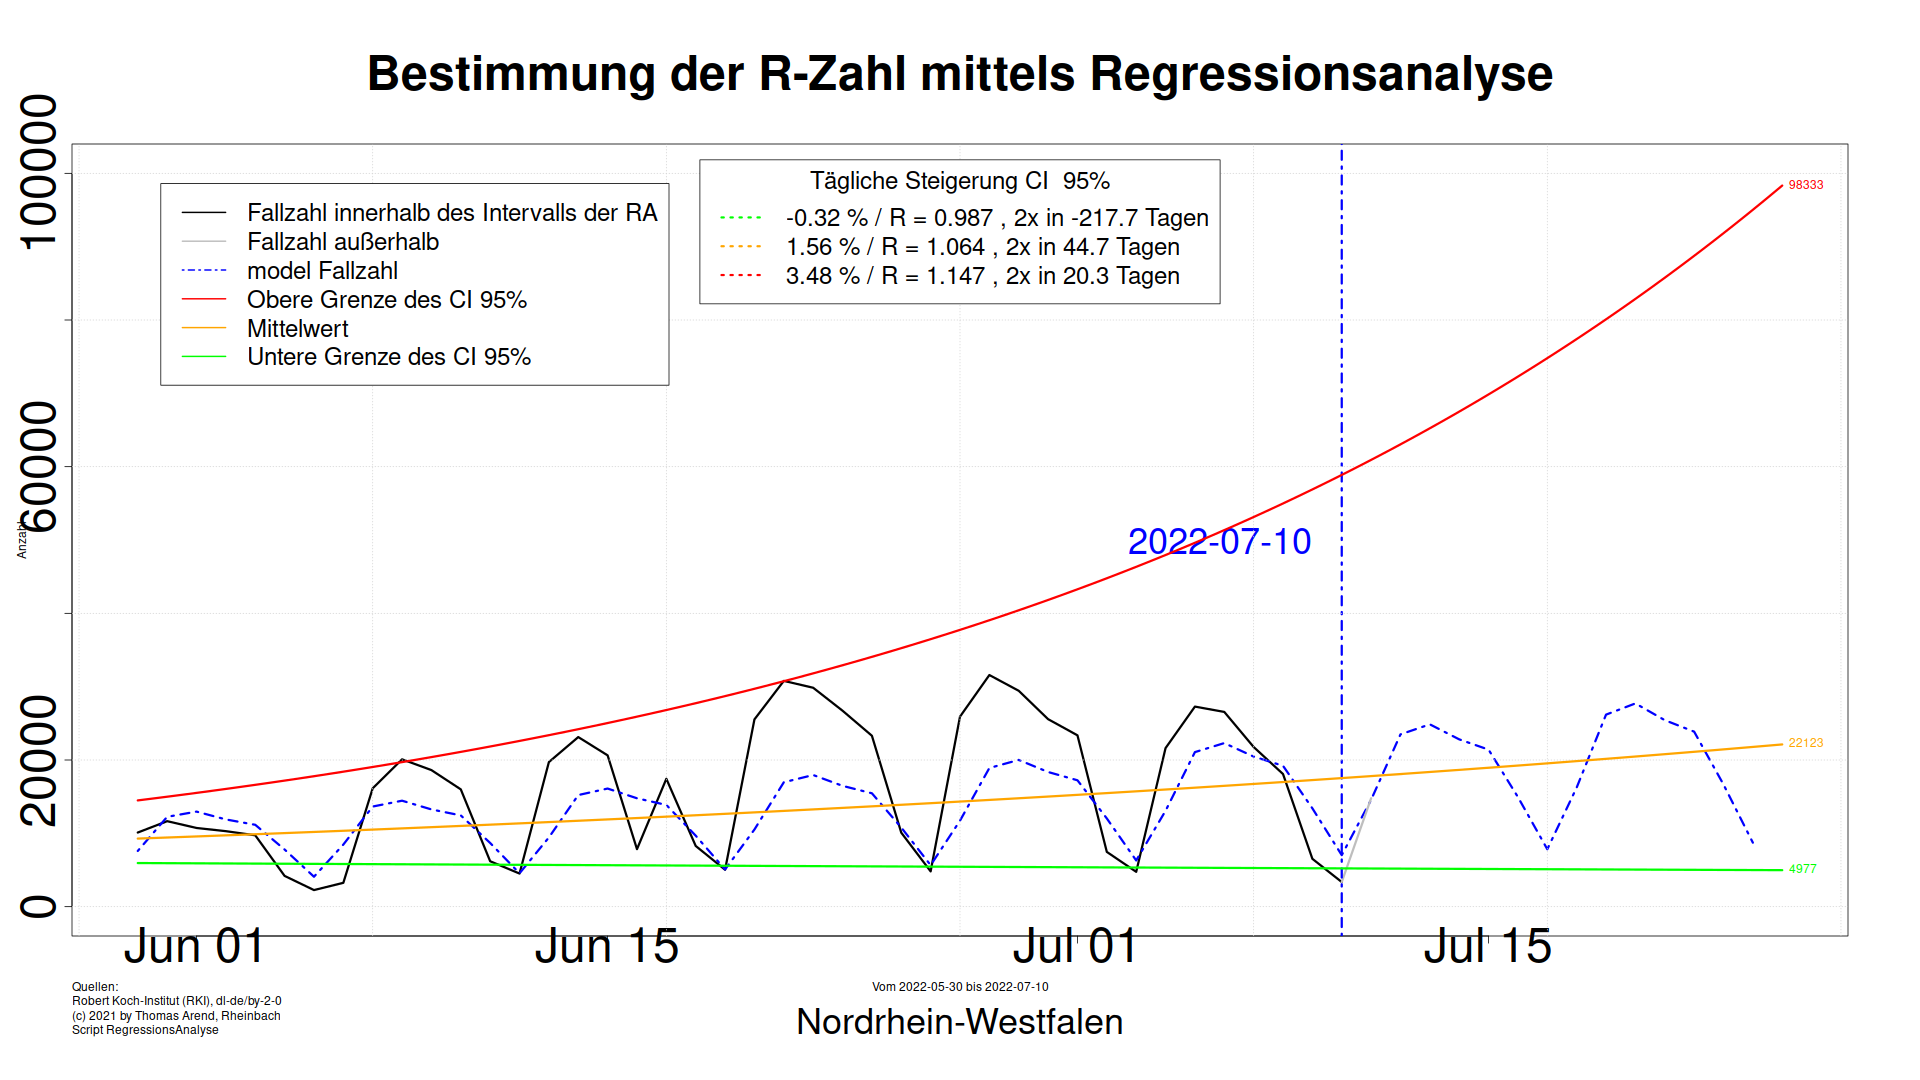 Bestimmung der R-Zahl mittels Regressionsanalyse
100000
60000
20000
0
Anzahl
Fallzahl innerhalb des Intervalls der RA
Fallzahl außerhalb
model Fallzahl
Obere Grenze des CI 95%
Mittelwert
Untere Grenze des CI 95%
Tägliche Steigerung CI  95%
-0.32 % / R = 0.987 , 2x in -217.7 Tagen
1.56 % / R = 1.064 , 2x in 44.7 Tagen
3.48 % / R = 1.147 , 2x in 20.3 Tagen
98333
2022-07-10
22123
4977
Jun 01
Jun 15
Jul 01
Jul 15
Quellen:
Robert Koch-Institut (RKI), dl-de/by-2-0
(c) 2021 by Thomas Arend, Rheinbach
Script RegressionsAnalyse
Vom 2022-05-30 bis 2022-07-10
Nordrhein-Westfalen